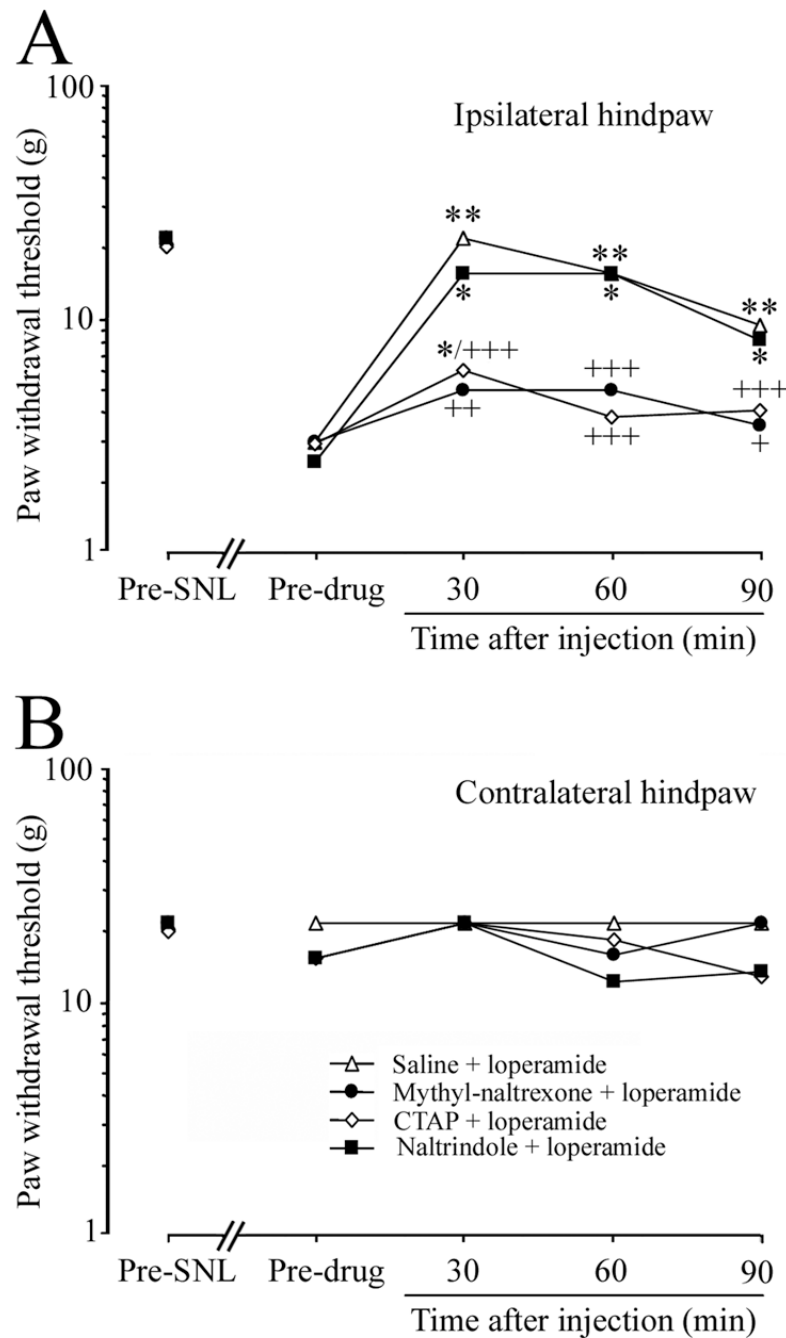 A
100
Ipsilateral hindpaw
Paw withdrawal threshold (g)
**
**
*
*
**
10
*/+++
+++
*
+++
++
+++
+
1
Pre-SNL Pre-drug 30 60 90
Time after injection (min)
B
100
Contralateral hindpaw
Paw withdrawal threshold (g)
10
Saline + loperamide
Mythyl-naltrexone + loperamide
CTAP + loperamide
Naltrindole + loperamide
1
Pre-SNL Pre-drug 30 60 90
Time after injection (min)